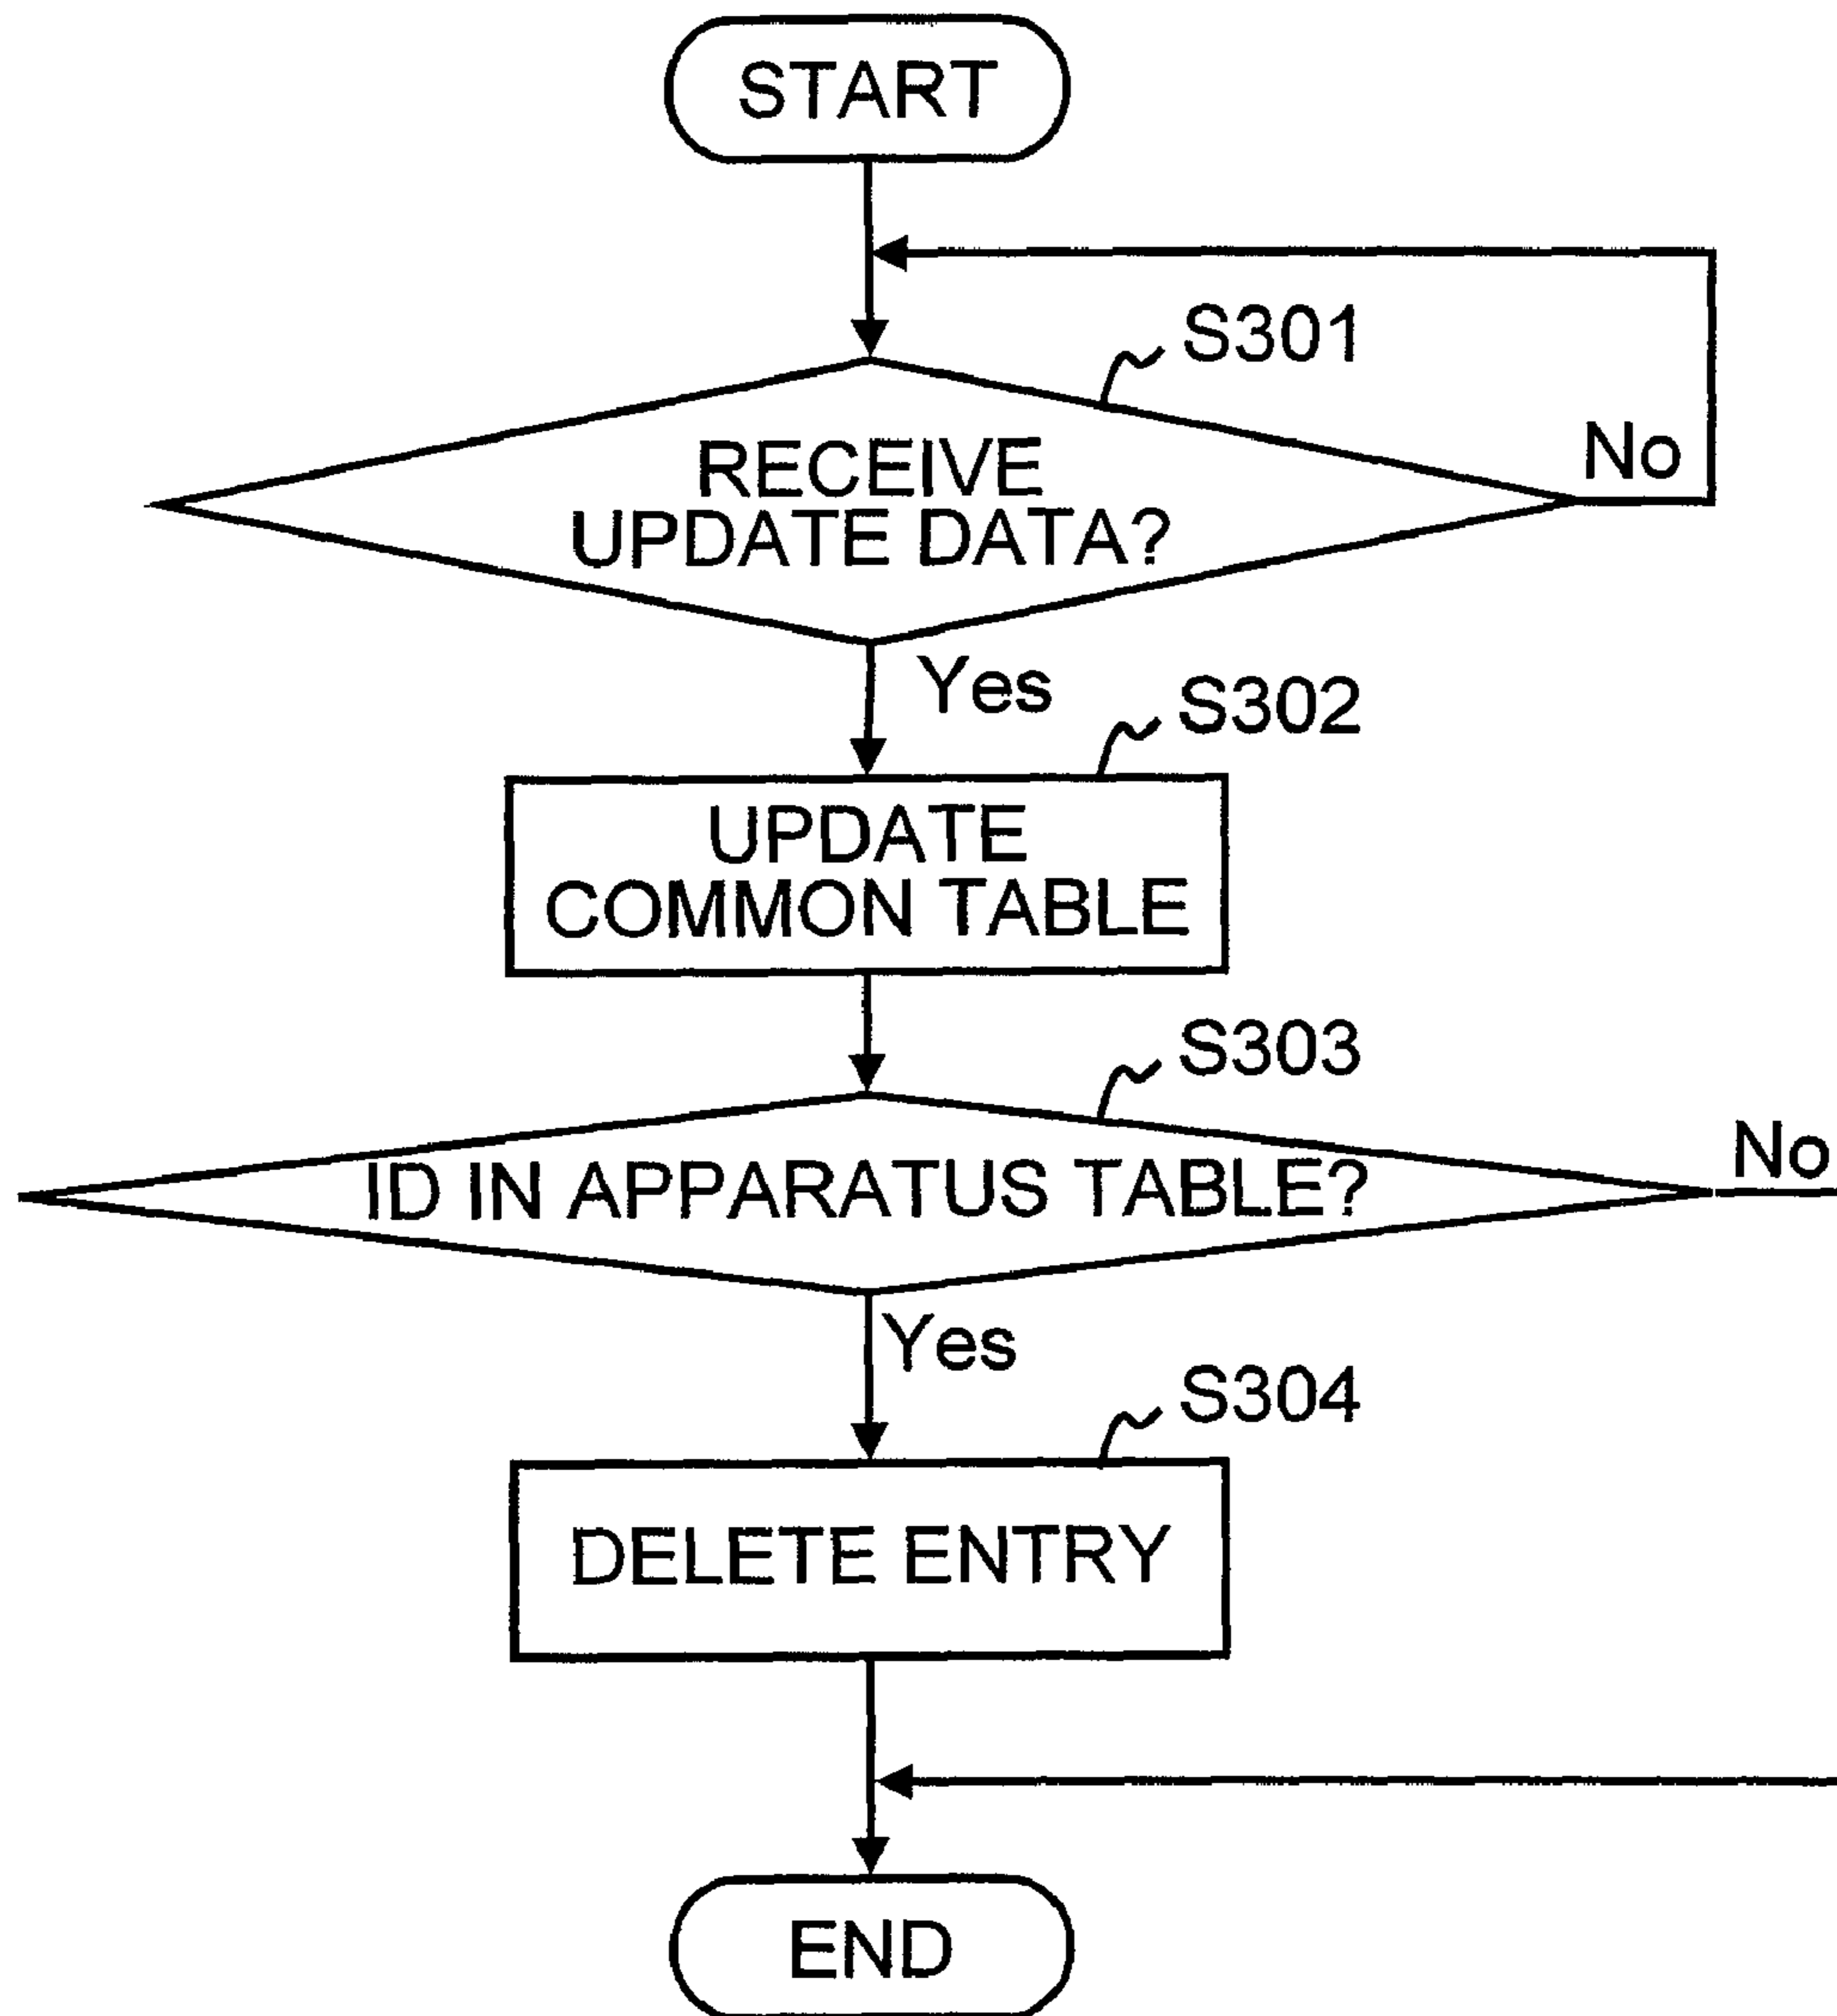 START
S301
RECEIVE
UPDATE DATA?
No
Yes
S302
UPDATE
COMMON TABLE
S303
ID IN APPARATUS TABLE?
No
Yes
S304
DELETE ENTRY
END